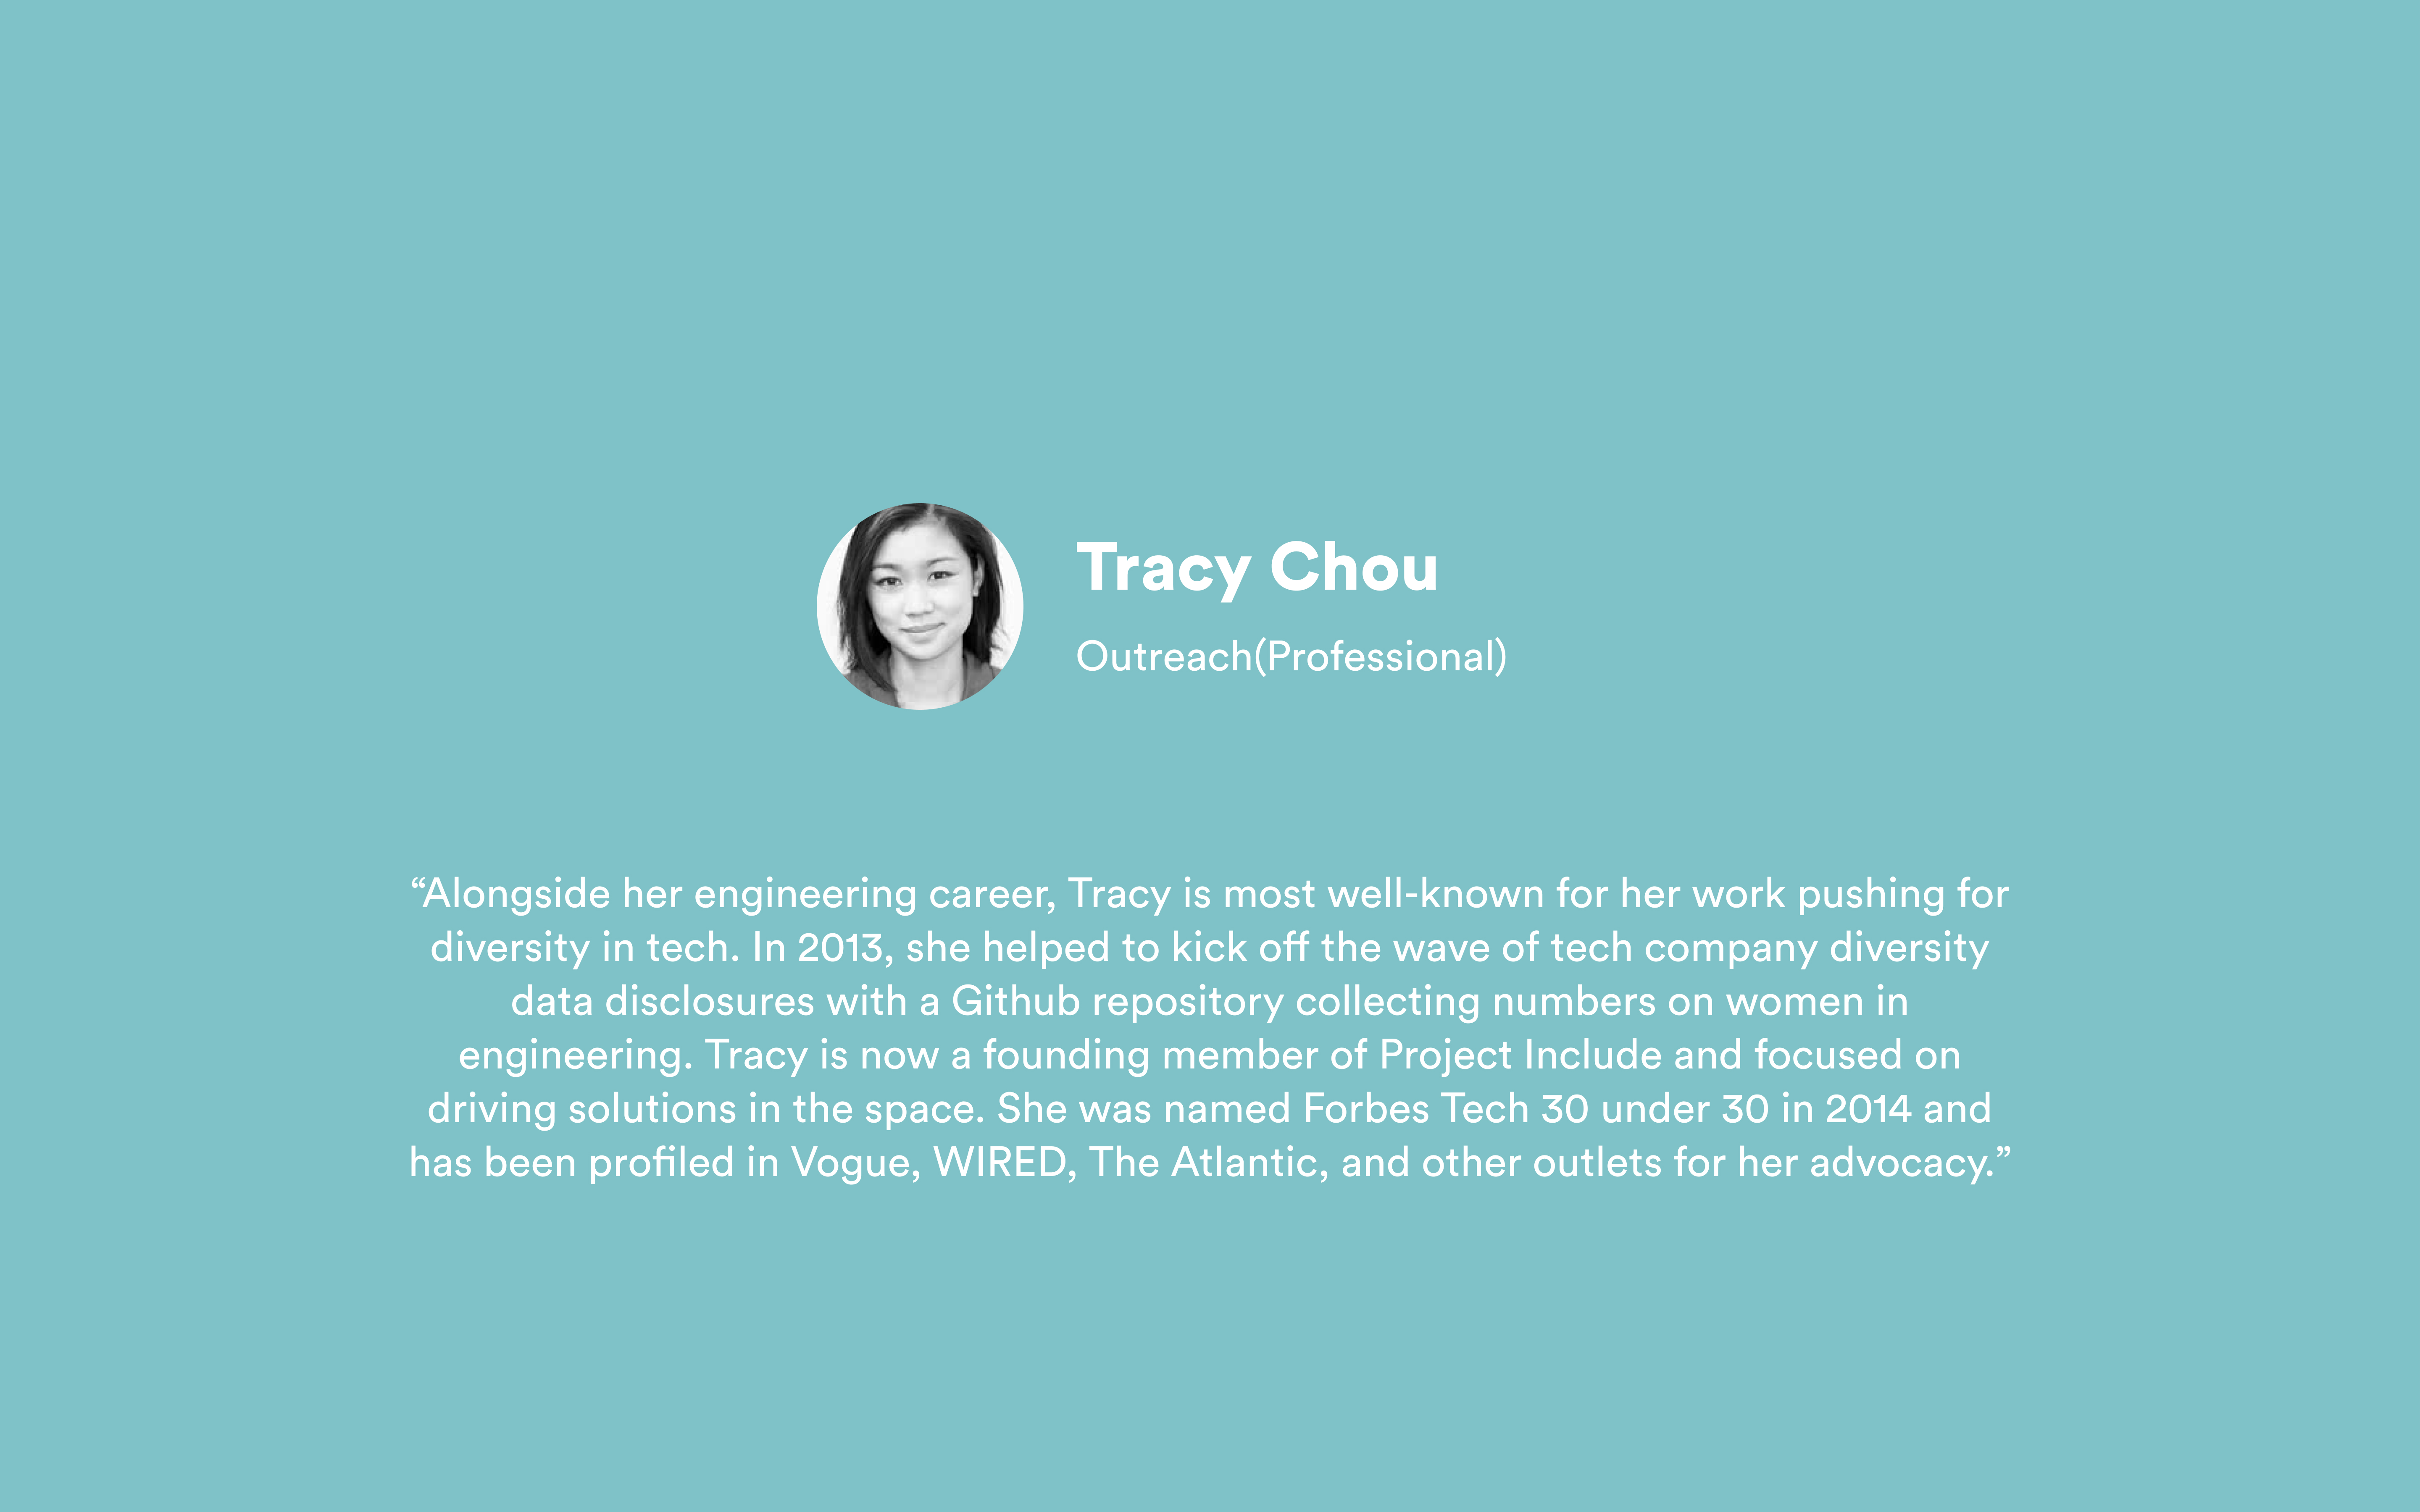 Tracy Chou
Outreach(Professional)
“Alongside her engineering career, Tracy is most well-known for her work pushing for
diversity in tech. In 2013, she helped to kick off the wave of tech company diversity
data disclosures with a Github repository collecting numbers on women in
engineering. Tracy is now a founding member of Project Include and focused on
driving solutions in the space. She was named Forbes Tech 30 under 30 in 2014 and
has been profiled in Vogue, WIRED, The Atlantic, and other outlets for her advocacy.”